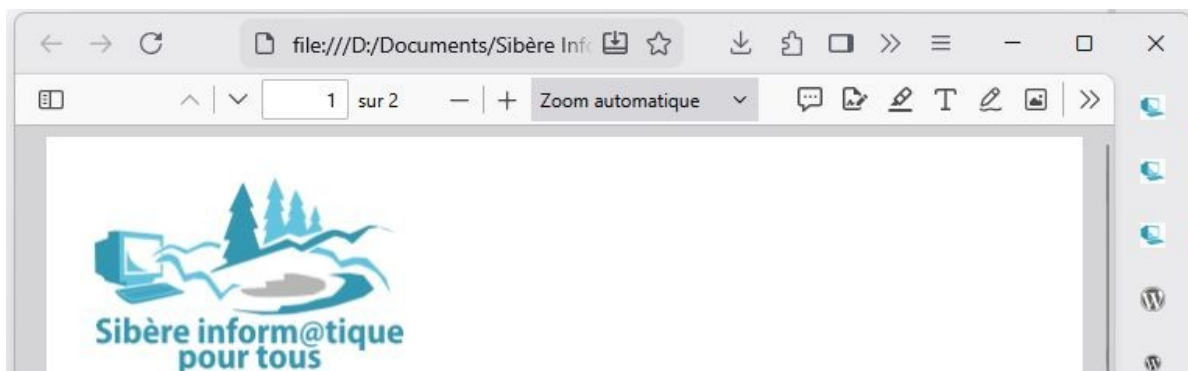 file:///D:/Documents/Sibère Info
1 sur 2 Zoom automatique
Sibère inform@tique
pour tous